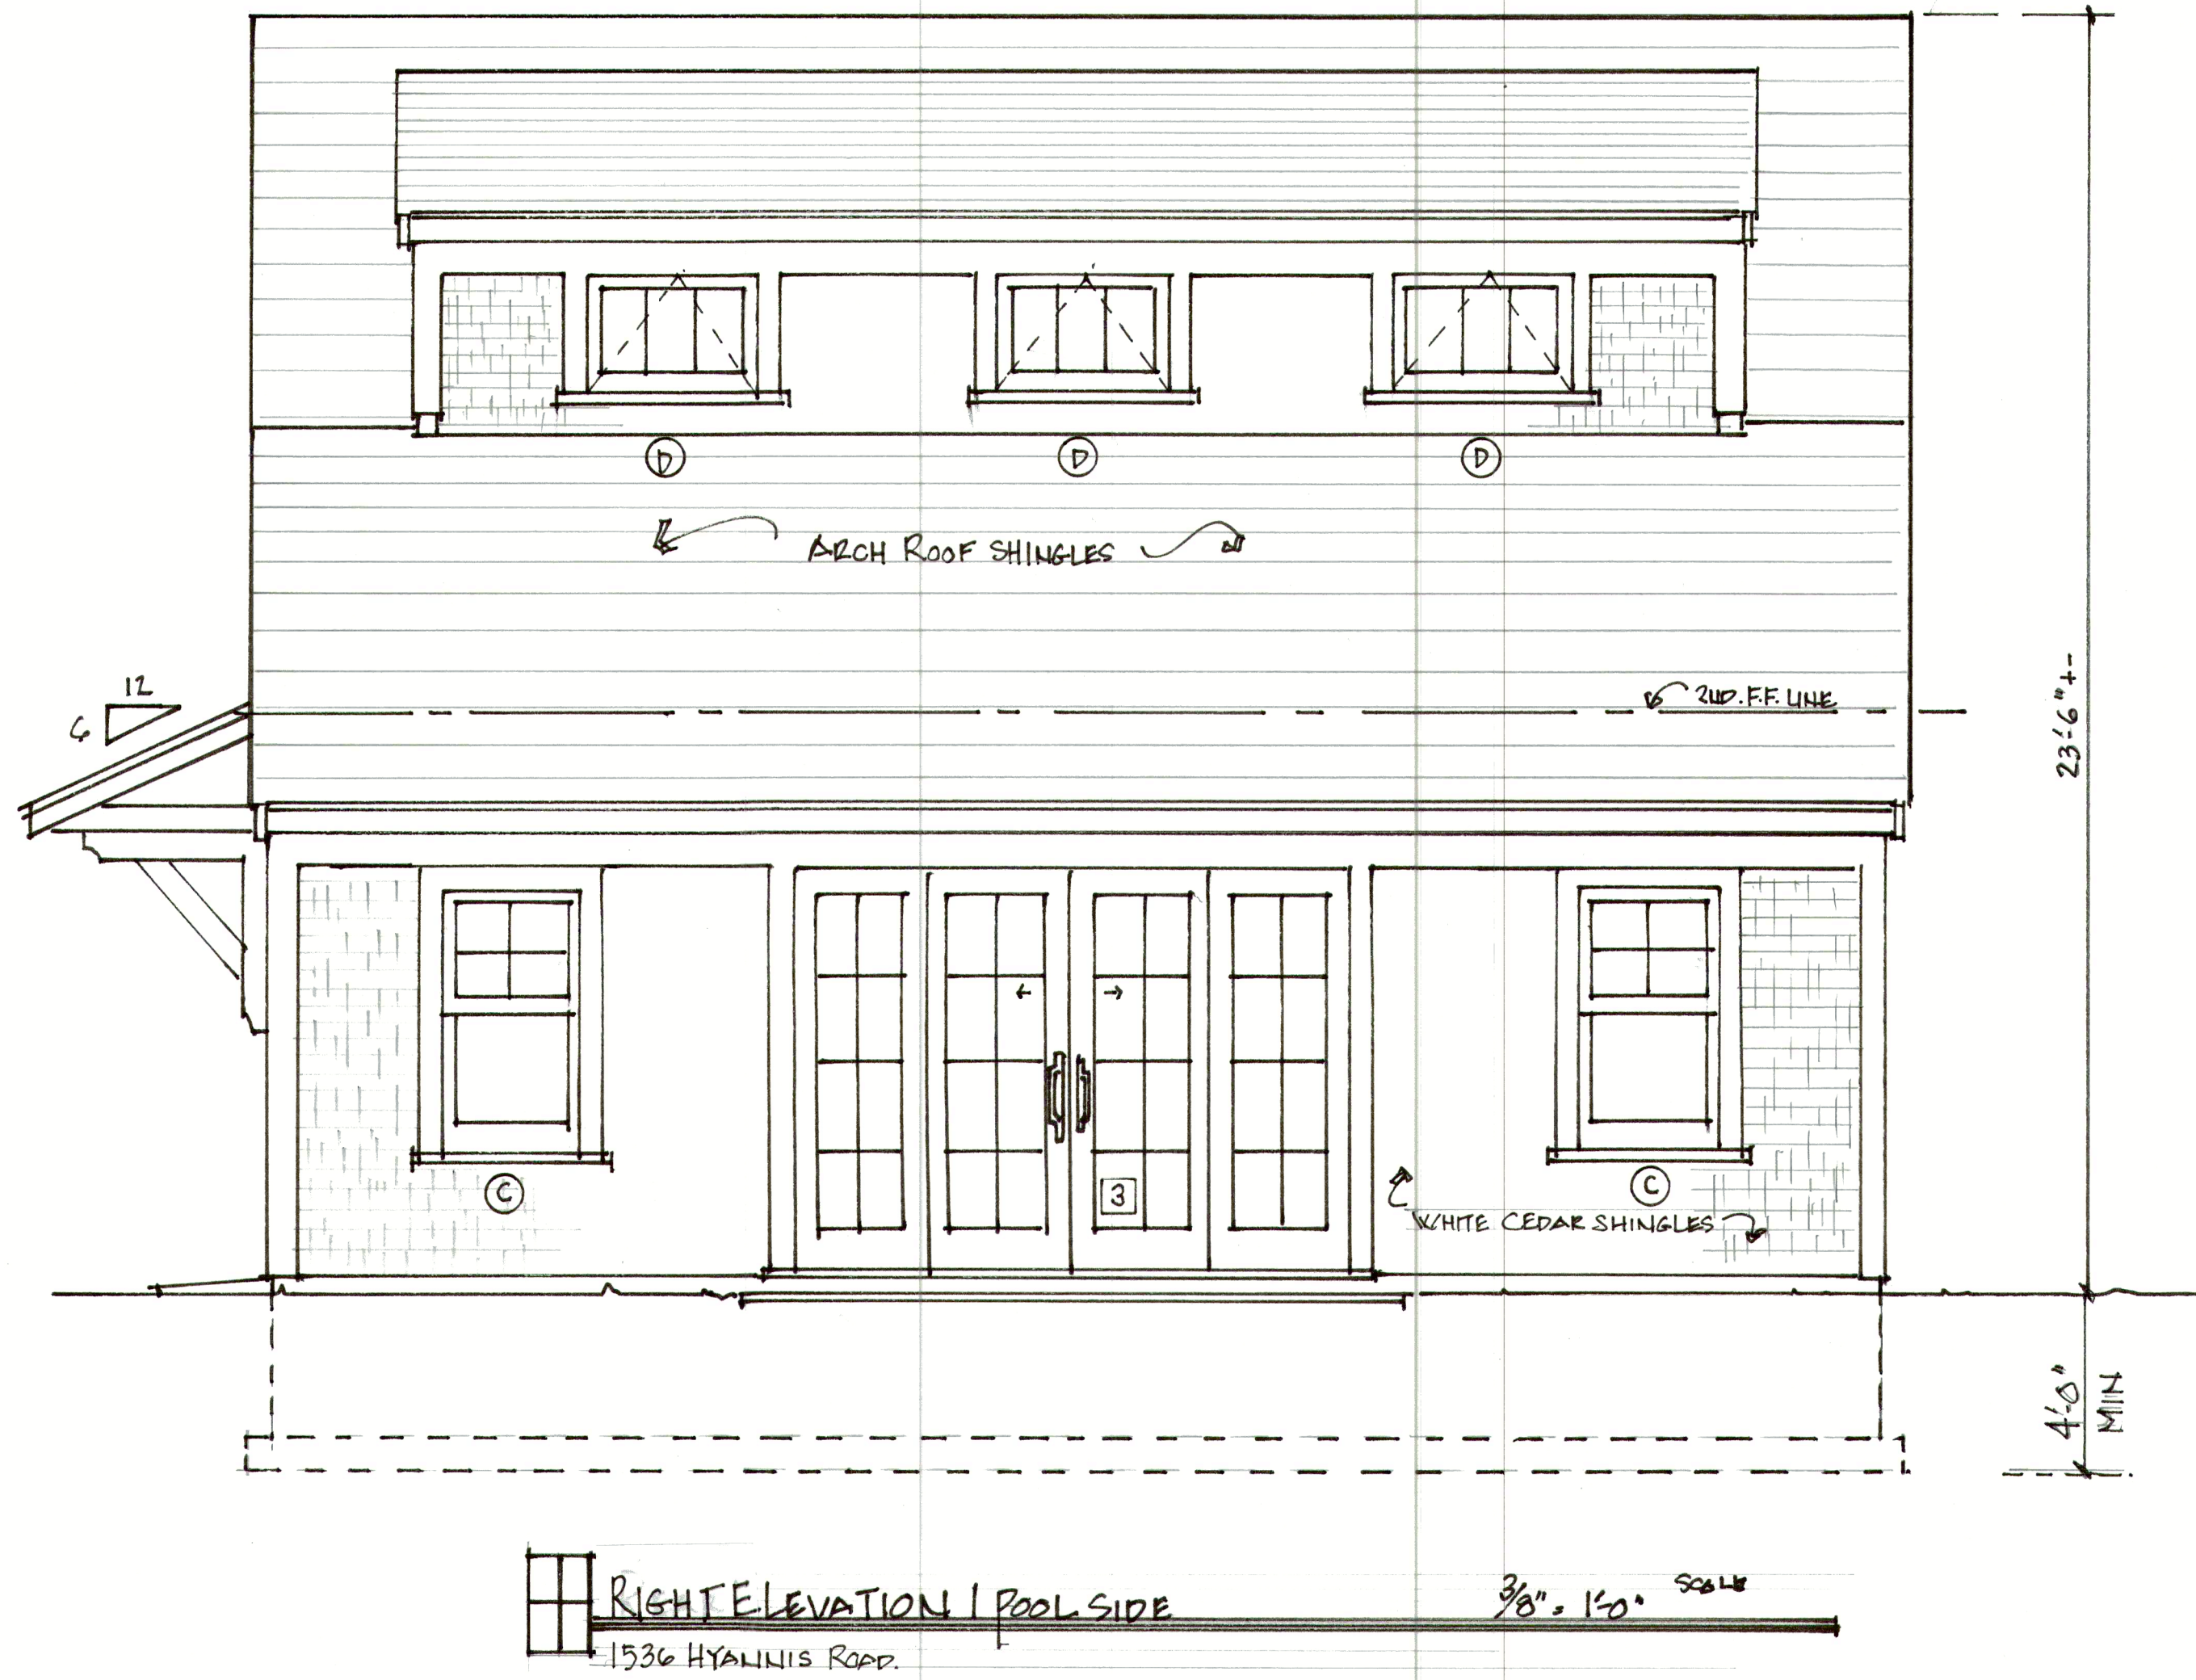 D D D
ARCH ROOF SHINGLES
2ND. F.F. LINE
12
6
23'-6"+-
3
C C
WHITE CEDAR SHINGLES
4'-0"
MIN
RIGHT ELEVATION | POOL SIDE
3/8" = 1'-0" SCALE
1536 HYANNIS ROAD.